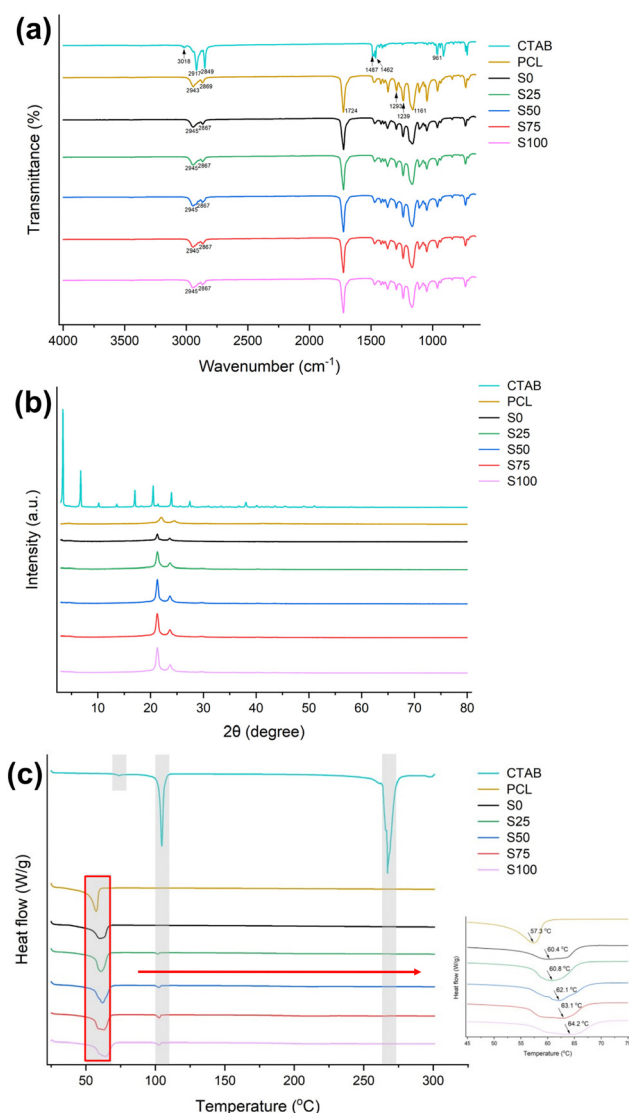 (a)
CTAB
PCL
S0
S25
S50
S75
S100
3018
2917
2849
1487
1462
961
2943
2869
1724
1293
1239
1161
2945
2867
2945
2867
2945
2867
2945
2867
2945
2867
Transmittance (%)
4000 3500 3000 2500 2000 1500 1000
Wavenumber (cm⁻¹)
(b)
CTAB
PCL
S0
S25
S50
S75
S100
Intensity (a.u.)
10 20 30 40 50 60 70 80
2θ (degree)
(c)
CTAB
PCL
S0
S25
S50
S75
S100
Heat flow (W/g)
50 100 150 200 250 300
Temperature (°C)
57.3 °C
60.4 °C
60.8 °C
62.1 °C
63.1 °C
64.2 °C
Heat flow (W/g)
45 50 55 60 65 70 75
Temperature (°C)